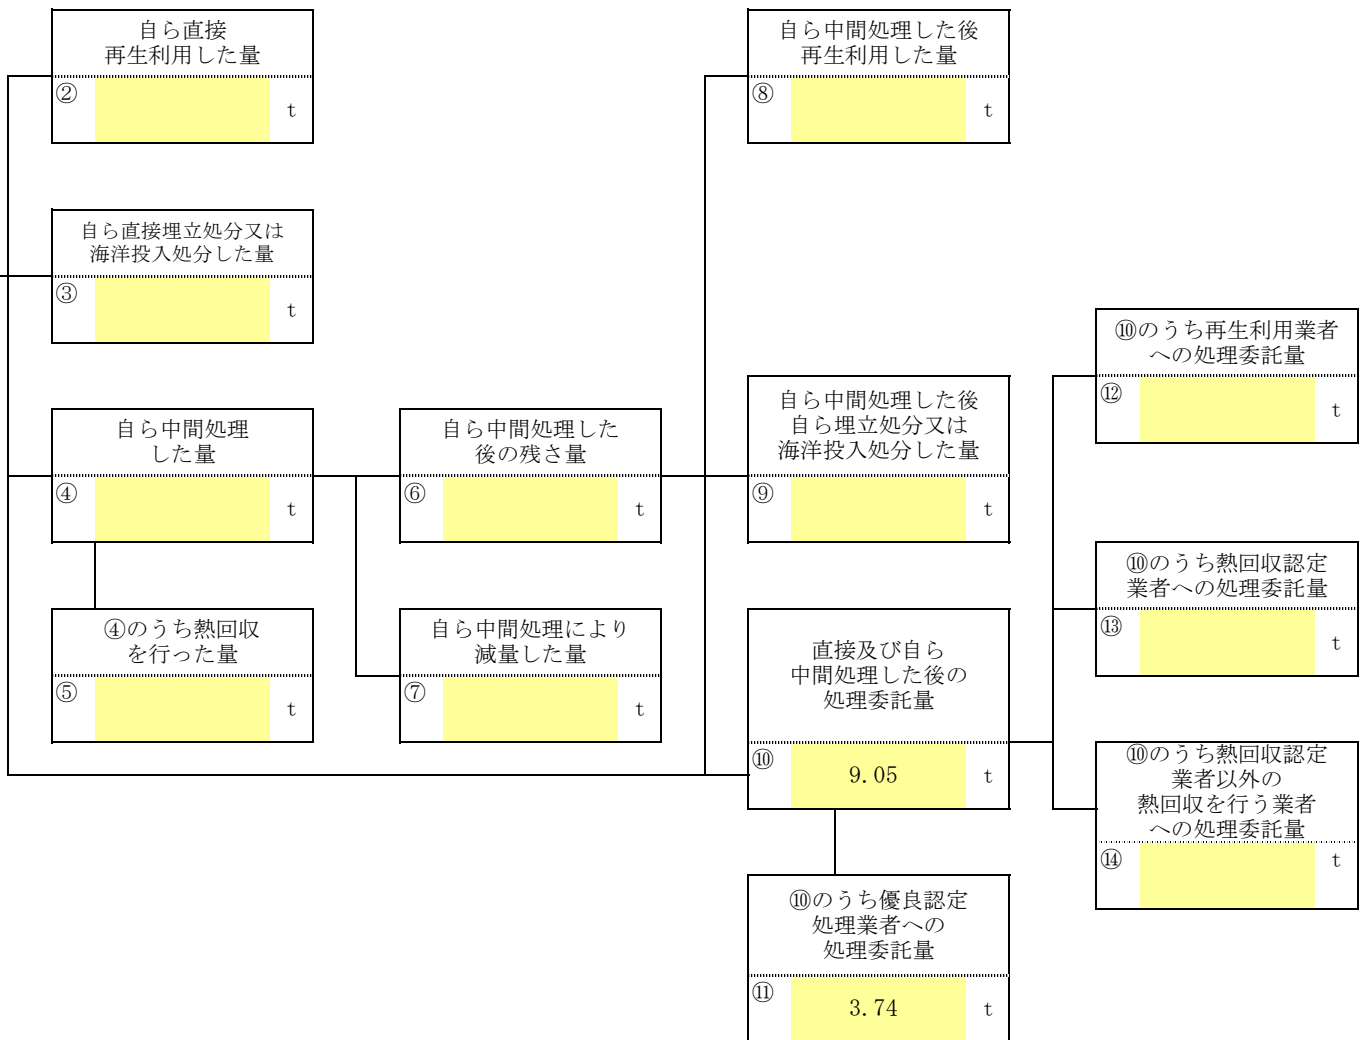 自ら直接
再生利用した量
② t
自ら中間処理した後
再生利用した量
⑧ t
自ら直接埋立処分又は
海洋投入処分した量
③ t
⑩のうち再生利用業者
への処理委託量
⑫ t
自ら中間処理
した量
④ t
自ら中間処理した
後の残さ量
⑥ t
自ら中間処理した後
自ら埋立処分又は
海洋投入処分した量
⑨ t
⑩のうち熱回収認定
業者への処理委託量
⑬ t
④のうち熱回収
を行った量
⑤ t
自ら中間処理により
減量した量
⑦ t
直接及び自ら
中間処理した後の
処理委託量
⑩ 9.05 t
⑩のうち熱回収認定
業者以外の
熱回収を行う業者
への処理委託量
⑭ t
⑩のうち優良認定
処理業者への
処理委託量
⑪ 3.74 t